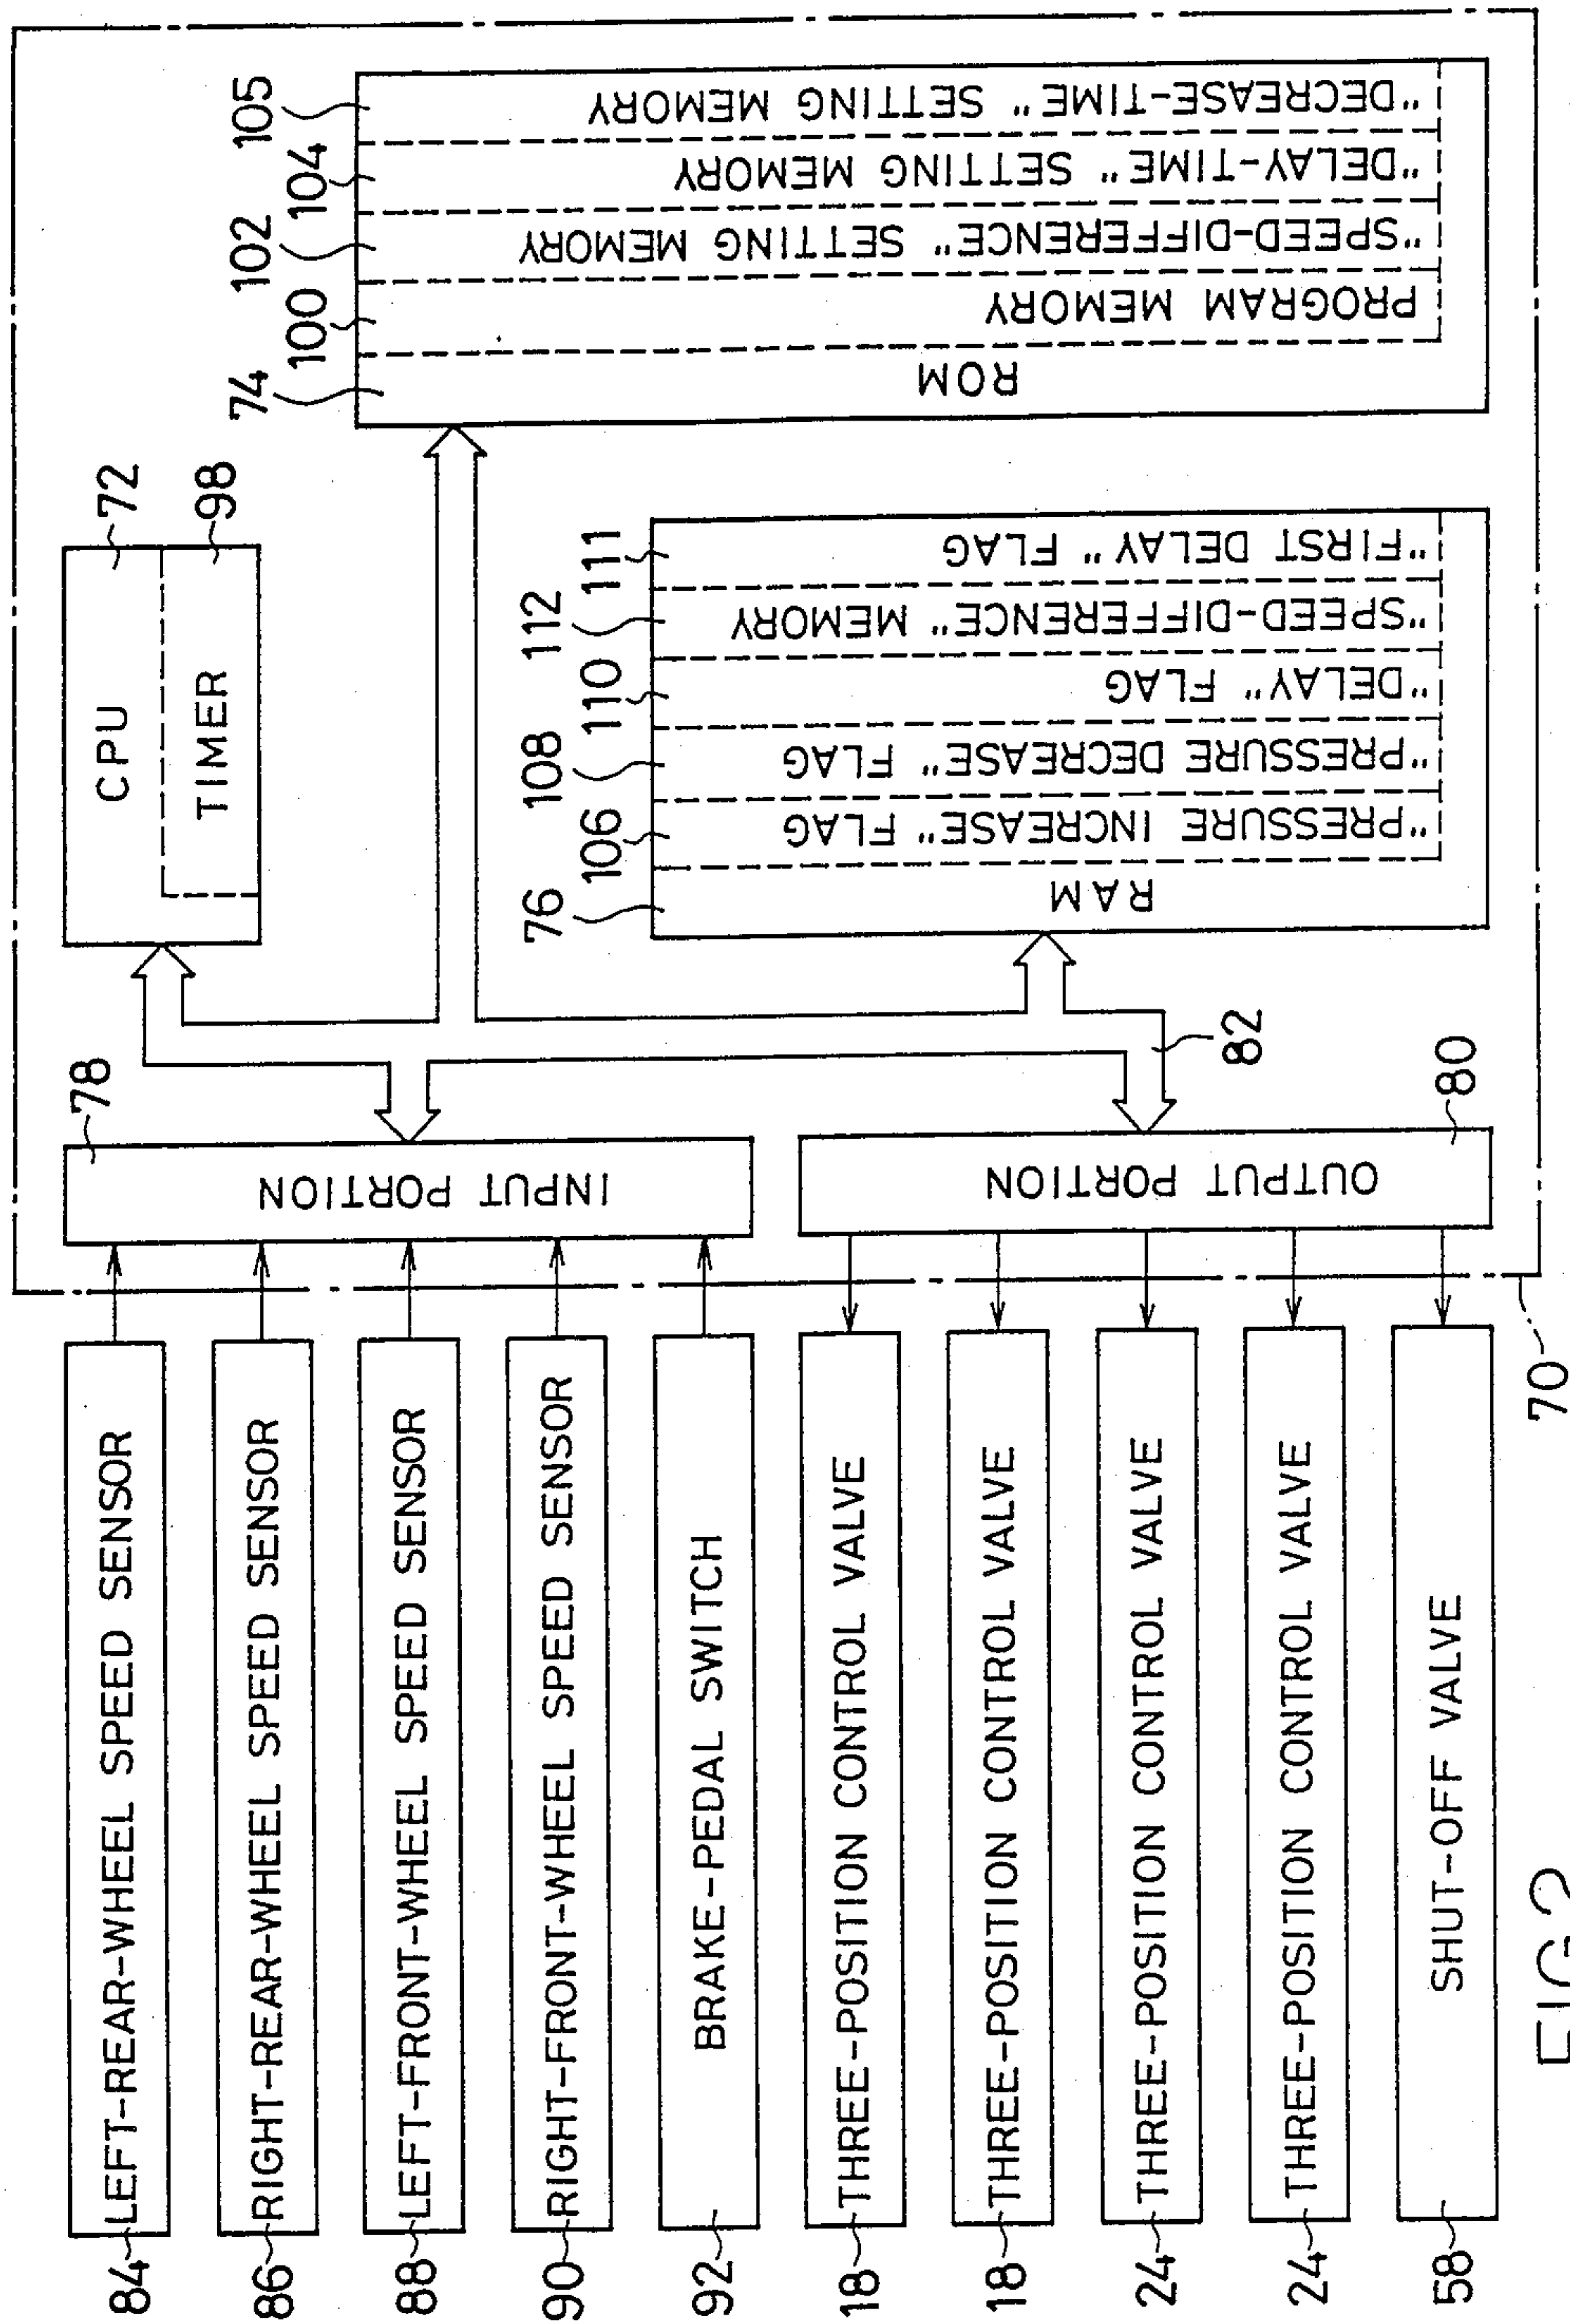 84 LEFT-REAR-WHEEL SPEED SENSOR
86 RIGHT-REAR-WHEEL SPEED SENSOR
88 LEFT-FRONT-WHEEL SPEED SENSOR
90 RIGHT-FRONT-WHEEL SPEED SENSOR
92 BRAKE-PEDAL SWITCH
18 THREE-POSITION CONTROL VALVE
18 THREE-POSITION CONTROL VALVE
24 THREE-POSITION CONTROL VALVE
24 THREE-POSITION CONTROL VALVE
58 SHUT-OFF VALVE
70
78
INPUT PORTION
80
OUTPUT PORTION
82
CPU
72
TIMER
98
76
RAM
106
"PRESSURE INCREASE" FLAG
108
"PRESSURE DECREASE" FLAG
110
"DELAY" FLAG
112
"SPEED-DIFFERENCE" MEMORY
111
"FIRST DELAY" FLAG
74
ROM
100
PROGRAM MEMORY
102
"SPEED-DIFFERENCE" SETTING MEMORY
104
"DELAY-TIME" SETTING MEMORY
105
"DECREASE-TIME" SETTING MEMORY
FIG.2